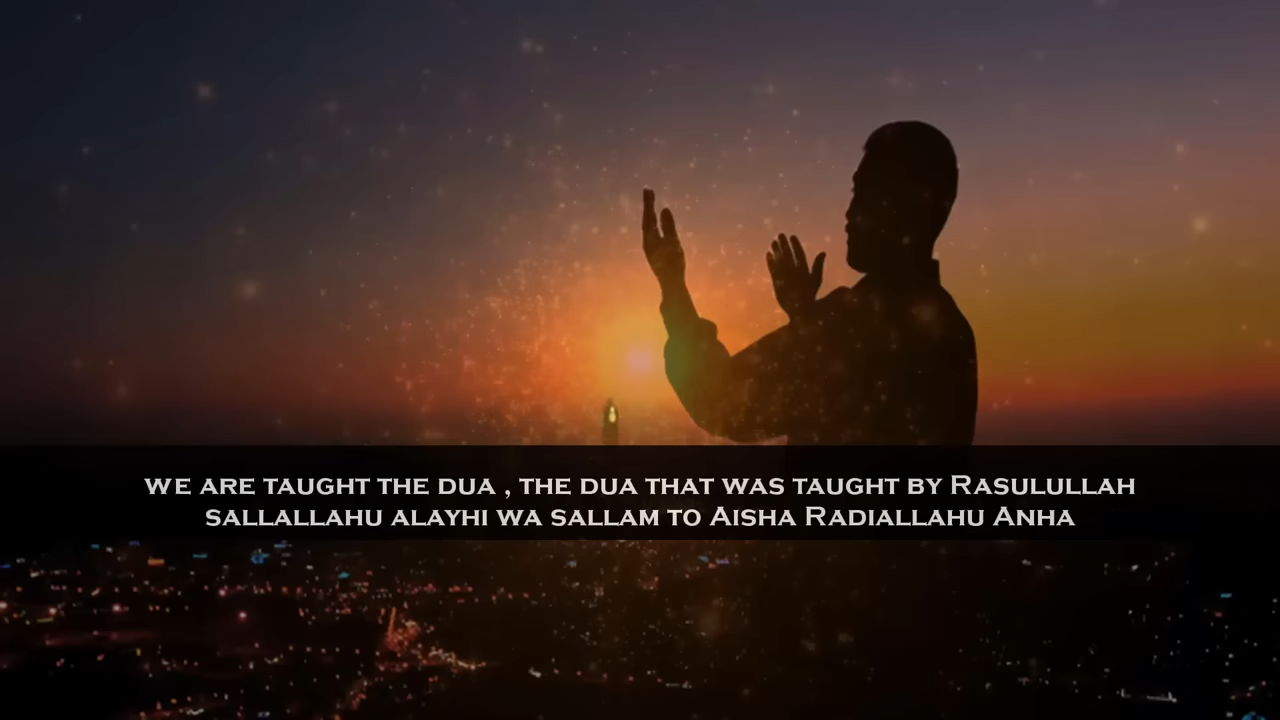 WE ARE TAUGHT THE DUA , THE DUA THAT WAS TAUGHT BY RASULULLAH
SALLALLAHU ALAYHI WA SALLAM TO AISHA RADIALLAHU ANHA